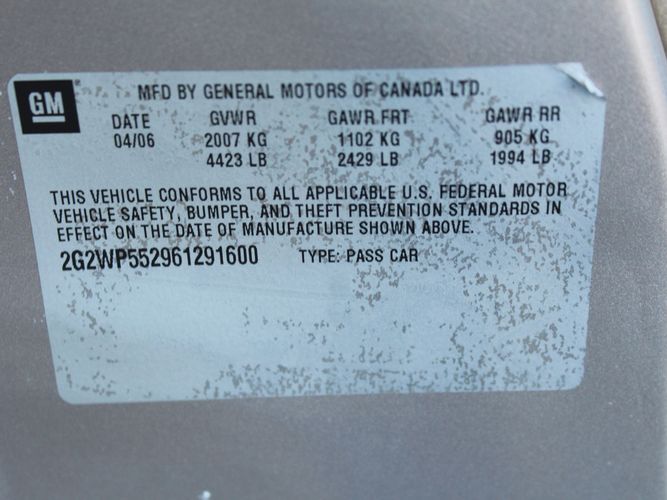 GM
MFD BY GENERAL MOTORS OF CANADA LTD.
DATE GVWR GAWR FRT GAWR RR
04/06 2007 KG 1102 KG 905 KG
4423 LB 2429 LB 1994 LB
THIS VEHICLE CONFORMS TO ALL APPLICABLE U.S. FEDERAL MOTOR
VEHICLE SAFETY, BUMPER, AND THEFT PREVENTION STANDARDS IN
EFFECT ON THE DATE OF MANUFACTURE SHOWN ABOVE.
2G2WP552961291600 TYPE: PASS CAR